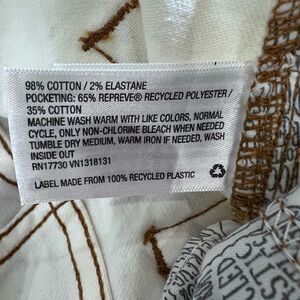 98% COTTON / 2% ELASTANE
POCKETING: 65% REPREVE® RECYCLED POLYESTER /
35% COTTON
MACHINE WASH WARM WITH LIKE COLORS, NORMAL
CYCLE, ONLY NON-CHLORINE BLEACH WHEN NEEDED
TUMBLE DRY MEDIUM, WARM IRON IF NEEDED, WASH
INSIDE OUT
RN17730 VN1318131
LABEL MADE FROM 100% RECYCLED PLASTIC